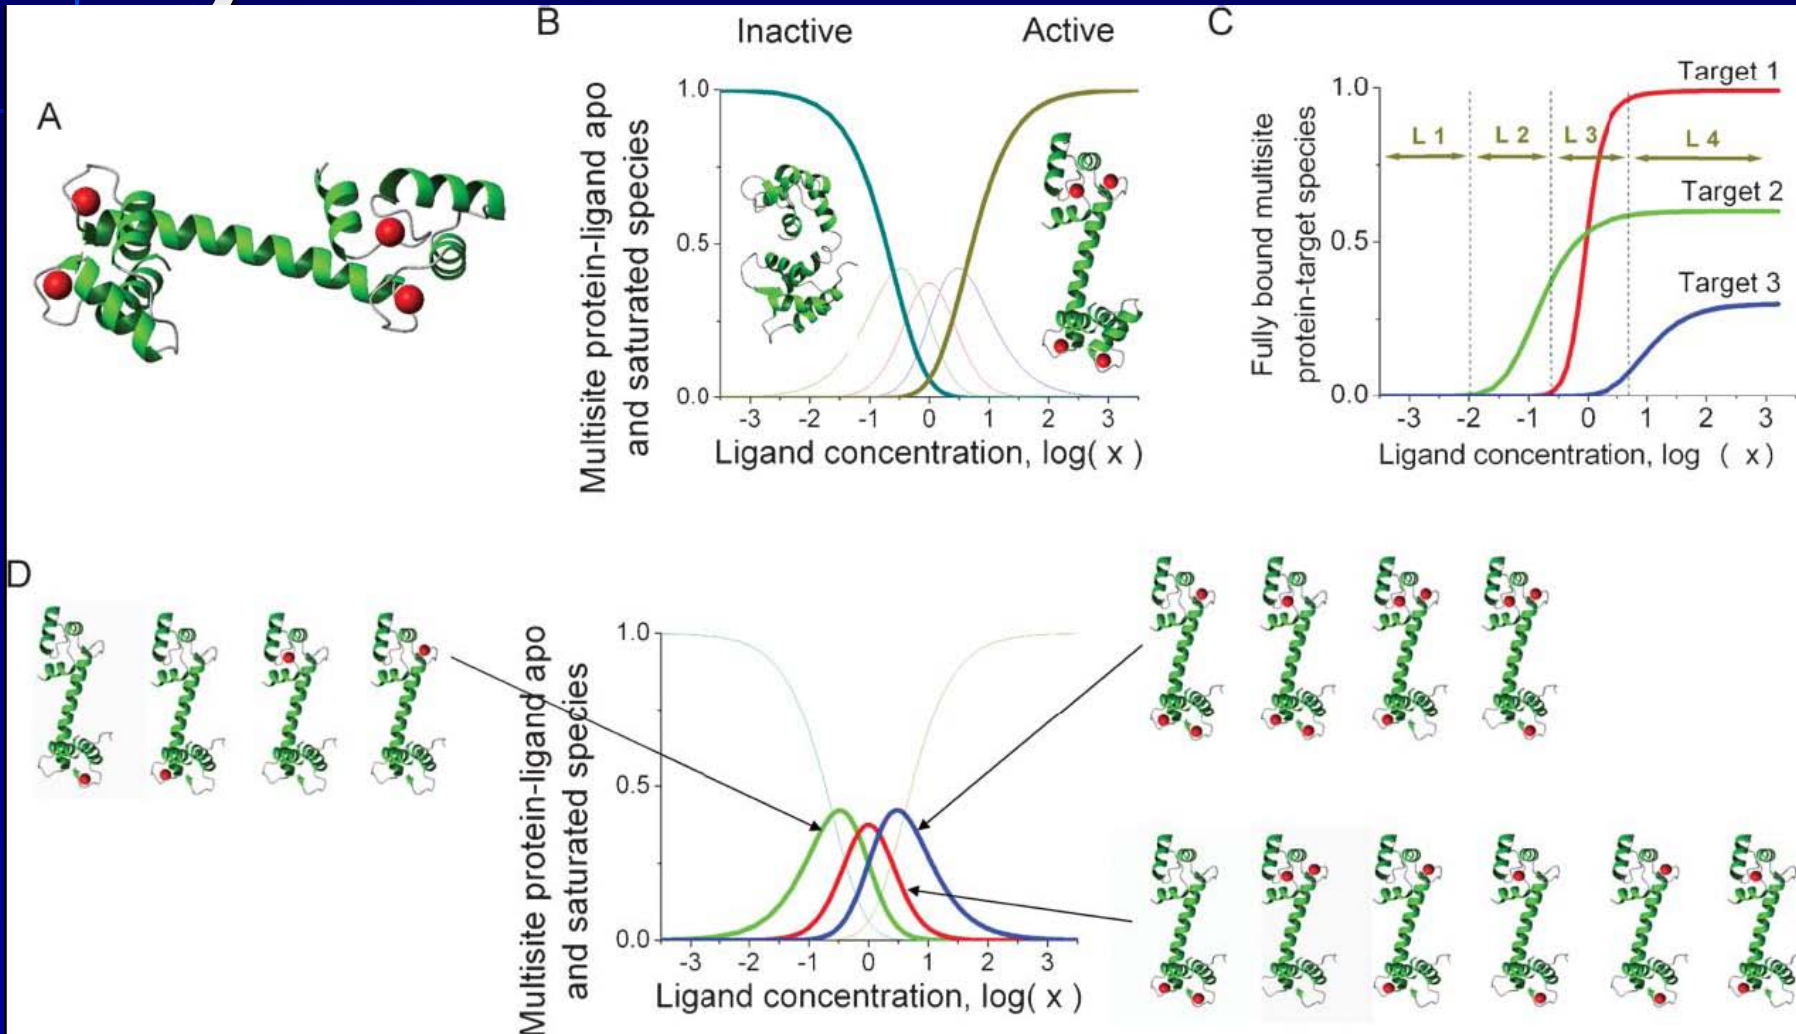 A
B
Inactive
Active
Multisite protein-ligand apo
and saturated species
1.0
0.5
0.0
-3 -2 -1 0 1 2 3
Ligand concentration, log( x )
C
Fully bound multisite
protein-target species
1.0
0.5
0.0
Target 1
L 1 L 2 L 3 L 4
Target 2
Target 3
-3 -2 -1 0 1 2 3
Ligand concentration, log ( x )
D
Multisite protein-ligand apo
and saturated species
1.0
0.5
0.0
-3 -2 -1 0 1 2 3
Ligand concentration, log( x )